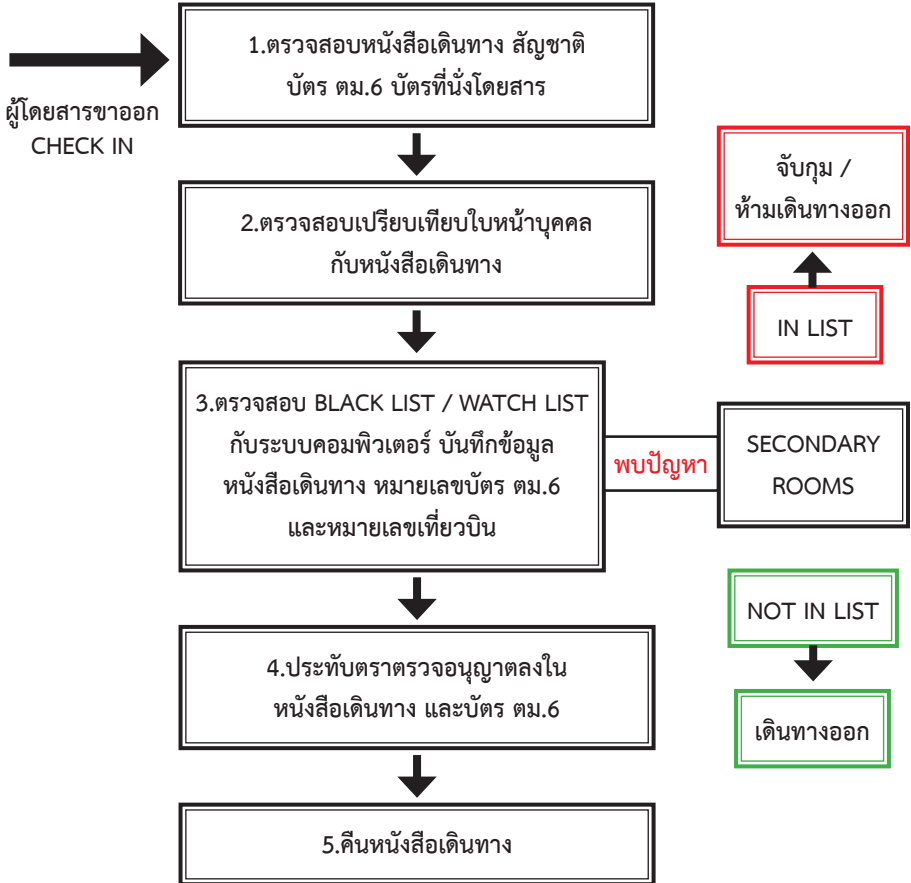 ผู้โดยสารขาออก
CHECK IN
1.ตรวจสอบหนังสือเดินทาง สัญชาติ
บัตร ตม.6 บัตรที่นั่งโดยสาร
2.ตรวจสอบเปรียบเทียบใบหน้าบุคคล
กับหนังสือเดินทาง
3.ตรวจสอบ BLACK LIST / WATCH LIST
กับระบบคอมพิวเตอร์ บันทึกข้อมูล
หนังสือเดินทาง หมายเลขบัตร ตม.6
และหมายเลขเที่ยวบิน
พบปัญหา
SECONDARY
ROOMS
IN LIST
จับกุม /
ห้ามเดินทางออก
NOT IN LIST
เดินทางออก
4.ประทับตราตรวจอนุญาตลงใน
หนังสือเดินทาง และบัตร ตม.6
5.คืนหนังสือเดินทาง